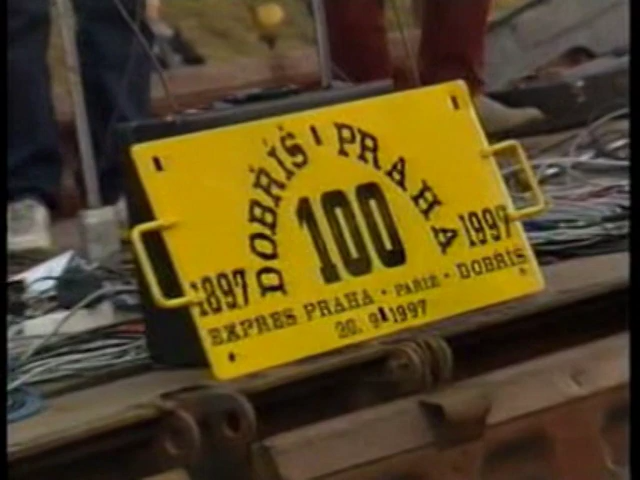 DOBŘÍŠ PRAHA
100
1897 1997
EXPRES PRAHA · PAŘÍŽ · DOBŘÍŠ
20. 9. 1997